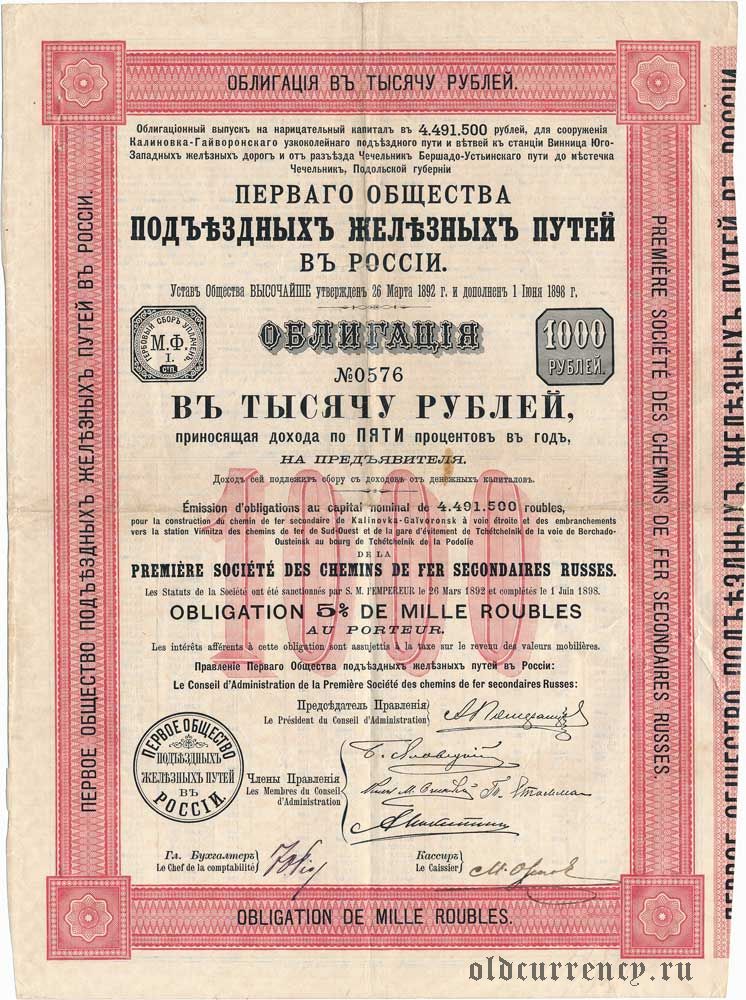 ОБЛИГАЦІЯ ВЪ ТЫСЯЧУ РУБЛЕЙ.
Облигаціонный выпускъ на нарицательный капиталъ въ 4.491.500 рублей, для сооруженія
Калиновка-Гайворонскаго узкоколейнаго подъѣзднаго пути и вѣтвей къ станціи Винница Юго-
Западныхъ желѣзныхъ дорогъ и отъ разъѣзда Чечельникъ Бершадо-Устьинскаго пути до мѣстечка
Чечельникъ, Подольской губерніи
ПЕРВАГО ОБЩЕСТВА
ПОДЪѢЗДНЫХЪ ЖЕЛѢЗНЫХЪ ПУТЕЙ
ВЪ РОССІИ.
Уставъ Общества ВЫСОЧАЙШЕ утвержденъ 26 Марта 1892 г. и дополненъ 1 Іюня 1898 г.
ГЕРБОВЫЙ СБОРЪ УПЛАЧЕНЪ.
М.Ф.
I.
СПП.
ОБЛИГАЦІЯ
1000
РУБЛЕЙ.
№0576
ВЪ ТЫСЯЧУ РУБЛЕЙ,
приносящая дохода по ПЯТИ процентовъ въ годъ,
НА ПРЕДЪЯВИТЕЛЯ.
Доходъ сей подлежитъ сбору съ доходовъ отъ денежныхъ капиталовъ.
1000
Émission d'obligations au capital nominal de 4.491.500 roubles,
pour la construction du chemin de fer secondaire de Kalinovka-Gaïvoronsk à voie étroite et des embranchements
vers la station Vinnitza des chemins de fer de Sud-Ouest et de la gare d'évitement de Tchétchelnik de la voie de Berchado-
Ousteinsk au bourg de Tchétchelnik de la Podolie
DE LA
PREMIÈRE SOCIÉTÉ DES CHEMINS DE FER SECONDAIRES RUSSES.
Les Statuts de la Société ont été sanctionnés par S. M. l'EMPEREUR le 26 Mars 1892 et complétés le 1 Juin 1898.
OBLIGATION 5% DE MILLE ROUBLES
AU PORTEUR.
Les intérêts afférents à cette obligation sont assujettis à la taxe sur le revenu des valeurs mobilières.
Правленіе Перваго Общества подъѣздныхъ желѣзныхъ путей въ Россіи:
Le Conseil d'Administration de la Première Société des chemins de fer secondaires Russes:
Предсѣдатель Правленія
Le Président du Conseil d'Administration
ПЕРВОЕ ОБЩЕСТВО
ПОДЪѢЗДНЫХЪ
ЖЕЛѢЗНЫХЪ ПУТЕЙ
ВЪ
РОССІИ.
Члены Правленія
Les Membres du Conseil
d'Administration
Гл. Бухгалтеръ
Le Chef de la comptabilité
Кассиръ
Le Caissier
OBLIGATION DE MILLE ROUBLES.
ПЕРВОЕ ОБЩЕСТВО ПОДЪѢЗДНЫХЪ ЖЕЛѢЗНЫХЪ ПУТЕЙ ВЪ РОССІИ.
PREMIÈRE SOCIÉTÉ DES CHEMINS DE FER SECONDAIRES RUSSES.
ПЕРВОЕ ОБЩЕСТВО ПОДЪѢЗДНЫХЪ ЖЕЛѢЗНЫХЪ ПУТЕЙ ВЪ РОССІИ
oldcurrency.ru